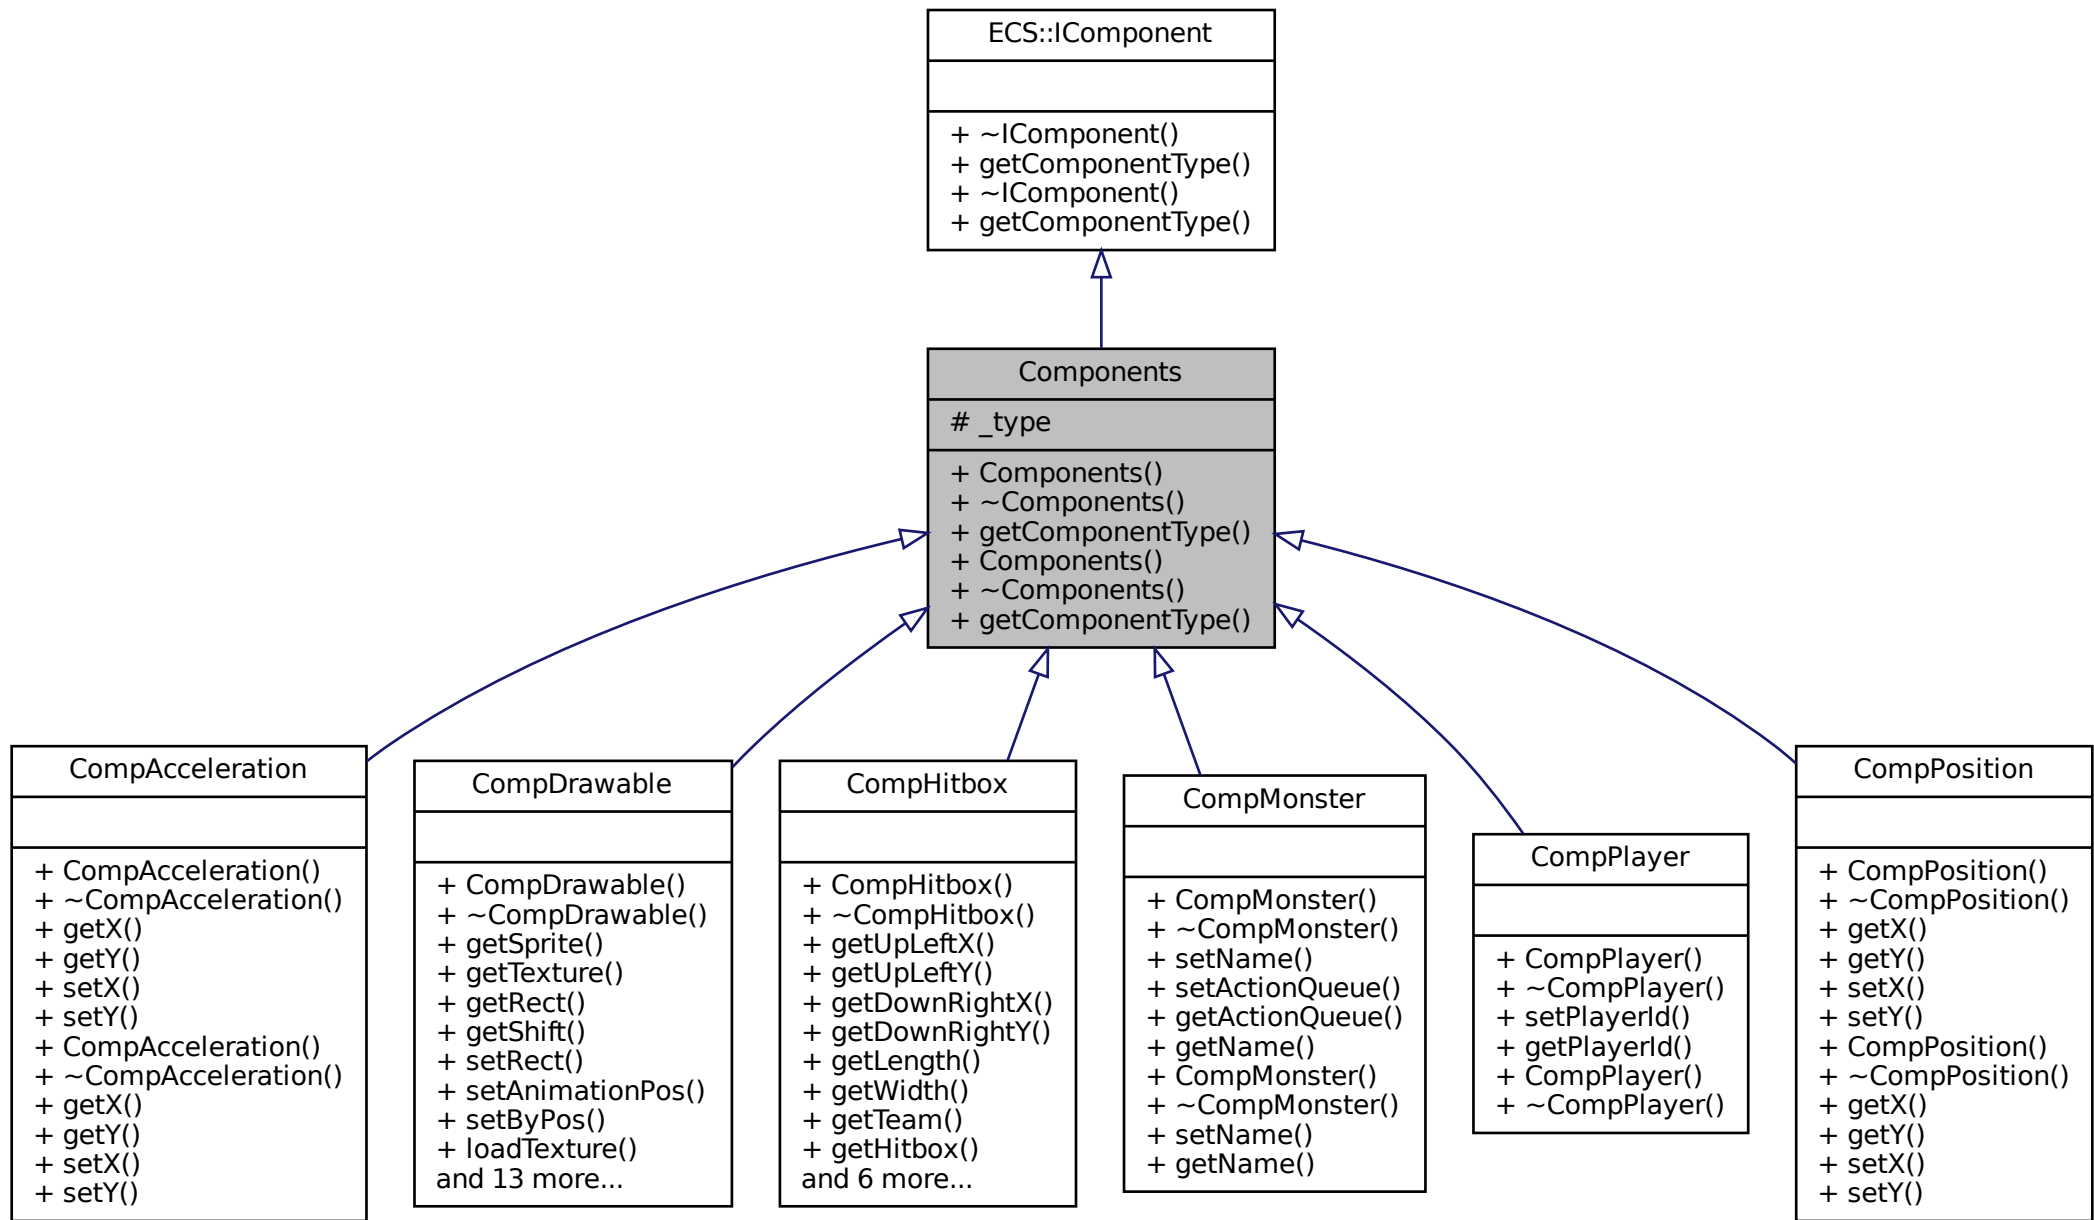 ECS::IComponent
+ ~IComponent()
+ getComponentType()
+ ~IComponent()
+ getComponentType()
Components
# _type
+ Components()
+ ~Components()
+ getComponentType()
+ Components()
+ ~Components()
+ getComponentType()
CompAcceleration
+ CompAcceleration()
+ ~CompAcceleration()
+ getX()
+ getY()
+ setX()
+ setY()
+ CompAcceleration()
+ ~CompAcceleration()
+ getX()
+ getY()
+ setX()
+ setY()
CompDrawable
+ CompDrawable()
+ ~CompDrawable()
+ getSprite()
+ getTexture()
+ getRect()
+ getShift()
+ setRect()
+ setAnimationPos()
+ setByPos()
+ loadTexture()
and 13 more...
CompHitbox
+ CompHitbox()
+ ~CompHitbox()
+ getUpLeftX()
+ getUpLeftY()
+ getDownRightX()
+ getDownRightY()
+ getLength()
+ getWidth()
+ getTeam()
+ getHitbox()
and 6 more...
CompMonster
+ CompMonster()
+ ~CompMonster()
+ setName()
+ setActionQueue()
+ getActionQueue()
+ getName()
+ CompMonster()
+ ~CompMonster()
+ setName()
+ getName()
CompPlayer
+ CompPlayer()
+ ~CompPlayer()
+ setPlayerId()
+ getPlayerId()
+ CompPlayer()
+ ~CompPlayer()
CompPosition
+ CompPosition()
+ ~CompPosition()
+ getX()
+ getY()
+ setX()
+ setY()
+ CompPosition()
+ ~CompPosition()
+ getX()
+ getY()
+ setX()
+ setY()